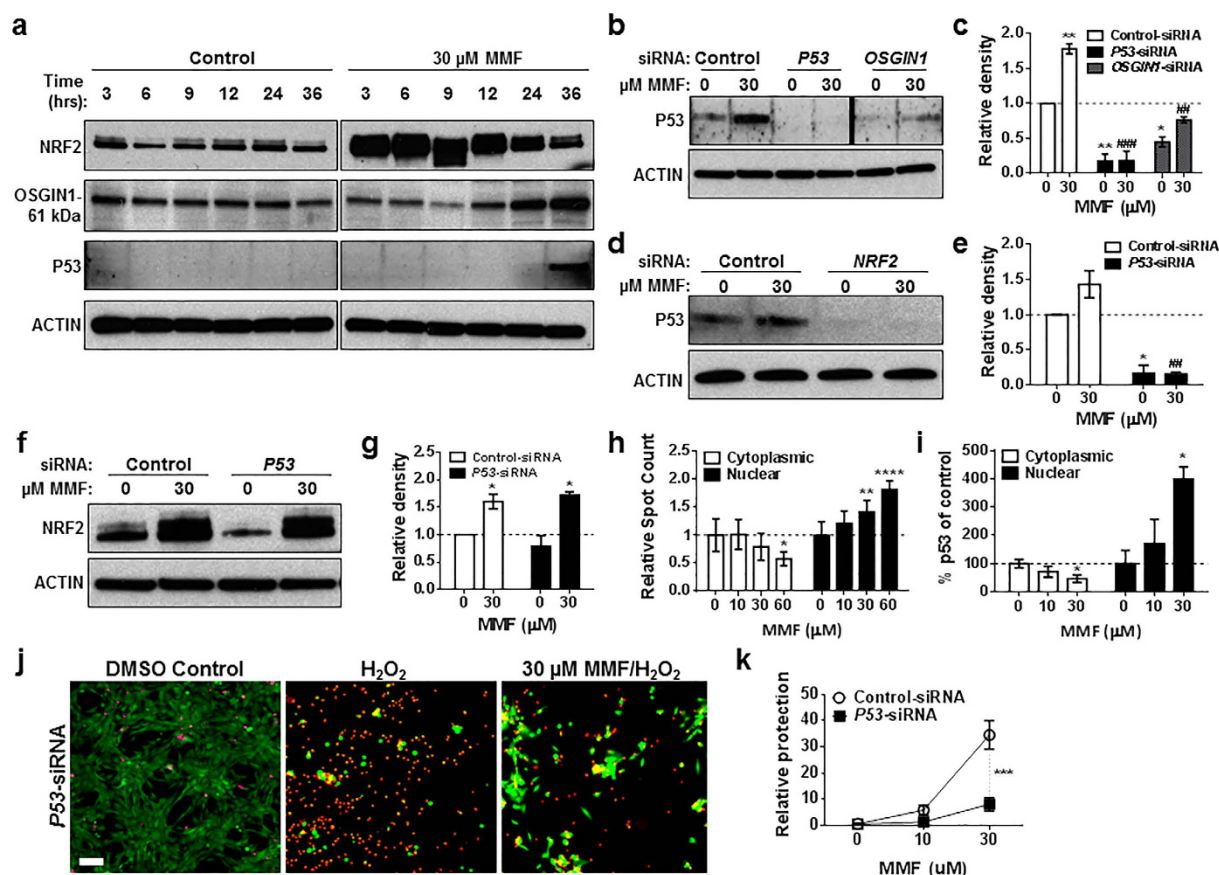 a
Control
30 µM MMF
Time (hrs):
3 6 9 12 24 36
3 6 9 12 24 36
NRF2
OSGIN1-
61 kDa
P53
ACTIN
b
siRNA: Control P53 OSGIN1
µM MMF: 0 30 0 30 0 30
P53
ACTIN
c
Control-siRNA
P53-siRNA
OSGIN1-siRNA
Relative density
2.0
1.5
1.0
0.5
0.0
** ** ### * ##
0 30 0 30 0 30
MMF (µM)
d
siRNA: Control NRF2
µM MMF: 0 30 0 30
P53
ACTIN
e
Control-siRNA
P53-siRNA
Relative density
2.0
1.5
1.0
0.5
0.0
* ##
0 30 0 30
MMF (µM)
f
siRNA: Control P53
µM MMF: 0 30 0 30
NRF2
ACTIN
g
Control-siRNA
P53-siRNA
Relative density
2.5
2.0
1.5
1.0
0.5
0.0
* *
0 30 0 30
MMF (µM)
h
Cytoplasmic
Nuclear
Relative Spot Count
2.5
2.0
1.5
1
0.5
0.0
* ** ****
0 10 30 60 0 10 30 60
MMF (µM)
i
Cytoplasmic
Nuclear
% p53 of control
500
400
300
200
100
0
* *
0 10 30 0 10 30
MMF (µM)
j
DMSO Control
H₂O₂
30 µM MMF/H₂O₂
P53-siRNA
k
Control-siRNA
P53-siRNA
Relative protection
50
40
30
20
10
0
***
0 10 30
MMF (uM)